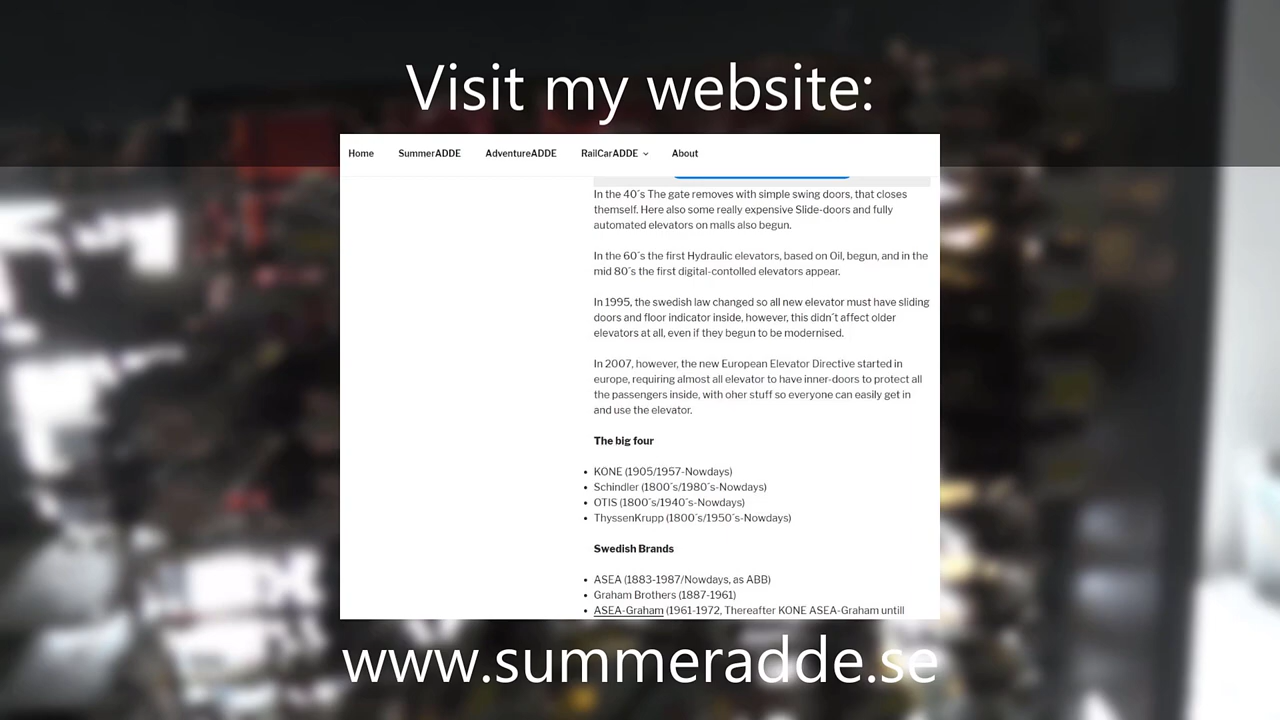 Visit my website:
Home SummerADDE AdventureADDE RailCarADDE About
In the 40´s The gate removes with simple swing doors, that closes
themself. Here also some really expensive Slide-doors and fully
automated elevators on malls also begun.
In the 60´s the first Hydraulic elevators, based on Oil, begun, and in the
mid 80´s the first digital-contolled elevators appear.
In 1995, the swedish law changed so all new elevator must have sliding
doors and floor indicator inside, however, this didn´t affect older
elevators at all, even if they begun to be modernised.
In 2007, however, the new European Elevator Directive started in
europe, requiring almost all elevator to have inner-doors to protect all
the passengers inside, with oher stuff so everyone can easily get in
and use the elevator.
The big four
• KONE (1905/1957-Nowdays)
• Schindler (1800´s/1980´s-Nowdays)
• OTIS (1800´s/1940´s-Nowdays)
• ThyssenKrupp (1800´s/1950´s-Nowdays)
Swedish Brands
• ASEA (1883-1987/Nowdays, as ABB)
• Graham Brothers (1887-1961)
• ASEA-Graham (1961-1972, Thereafter KONE ASEA-Graham untill
www.summeradde.se